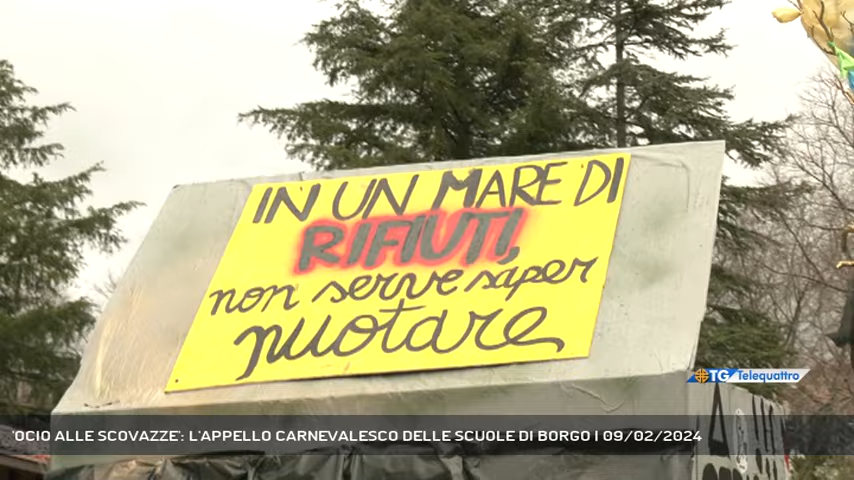 IN UN MARE DI
RIFIUTI,
non serve saper
nuotare
TG Telequattro
'OCIO ALLE SCOVAZZE': L'APPELLO CARNEVALESCO DELLE SCUOLE DI BORGO | 09/02/2024